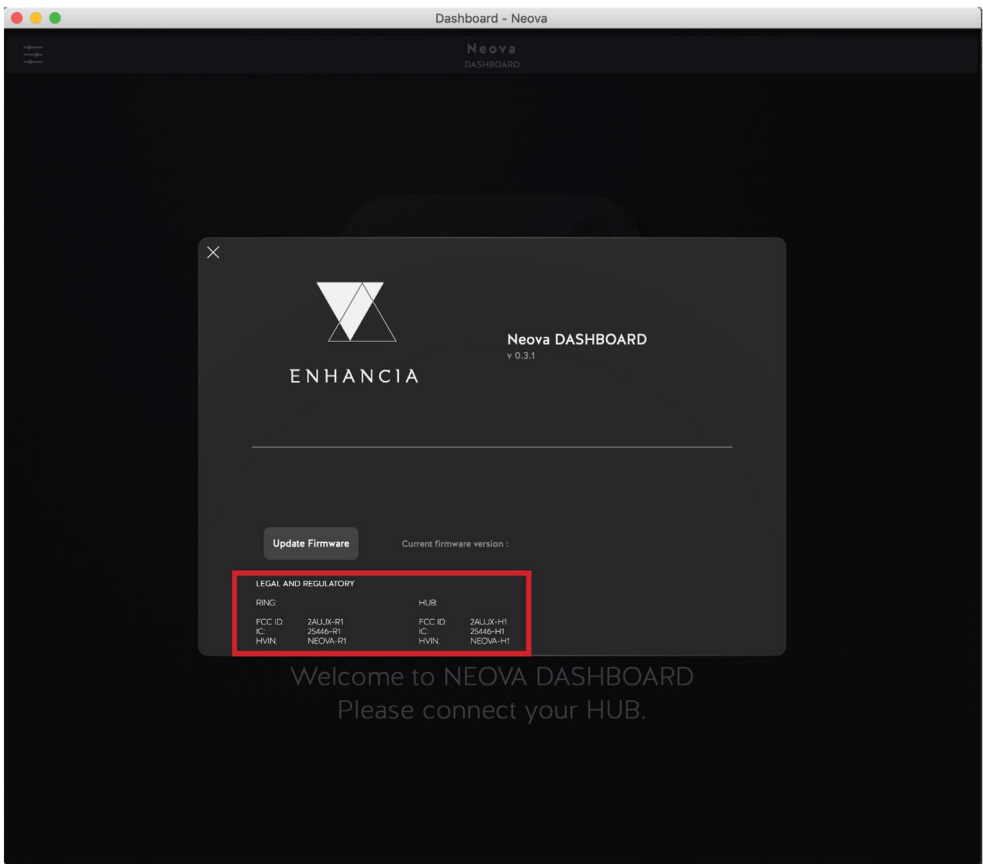 Dashboard - Neova
Neova
DASHBOARD
ENHANCIA
Neova DASHBOARD
v 0.3.1
Update Firmware
Current firmware version :
LEGAL AND REGULATORY
RING:
FCC ID: 2AUJX-R1
IC: 25446-R1
HVIN: NEOVA-R1
HUB:
FCC ID: 2AUJX-H1
IC: 25446-H1
HVIN: NEOVA-H1
Welcome to NEOVA DASHBOARD
Please connect your HUB.